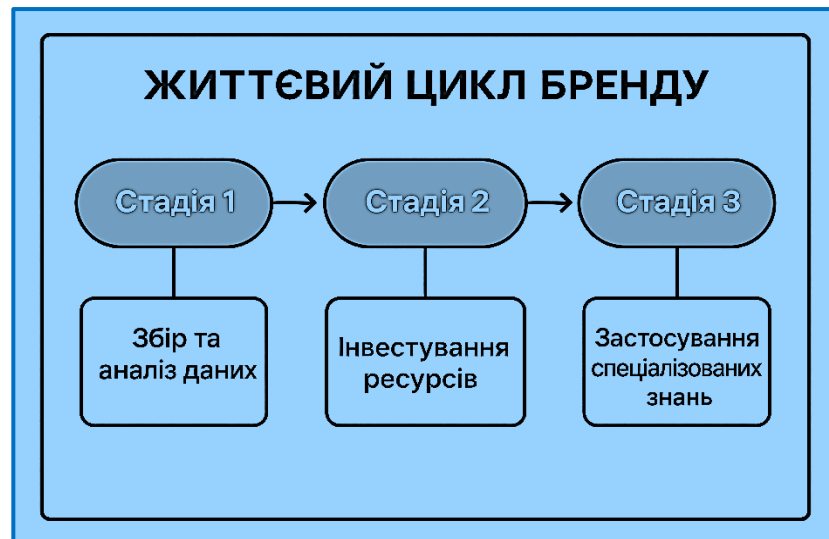 ЖИТТЄВИЙ ЦИКЛ БРЕНДУ
Стадія 1
Стадія 2
Стадія 3
Збір та
аналіз даних
Інвестування
ресурсів
Застосування
спеціалізованих
знань